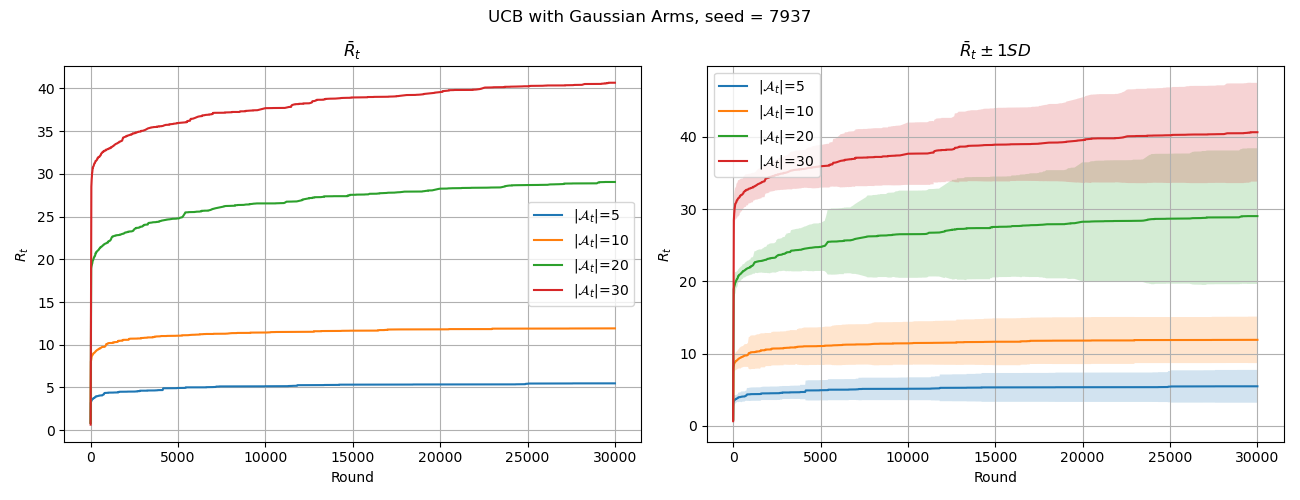 UCB with Gaussian Arms, seed = 7937
R̄ₜ
40
35
30
25
20
15
10
5
0
Rₜ
|𝒜ₜ|=5
|𝒜ₜ|=10
|𝒜ₜ|=20
|𝒜ₜ|=30
0 5000 10000 15000 20000 25000 30000
Round
R̄ₜ ± 1SD
|𝒜ₜ|=5
|𝒜ₜ|=10
|𝒜ₜ|=20
|𝒜ₜ|=30
40
30
20
10
0
Rₜ
0 5000 10000 15000 20000 25000 30000
Round